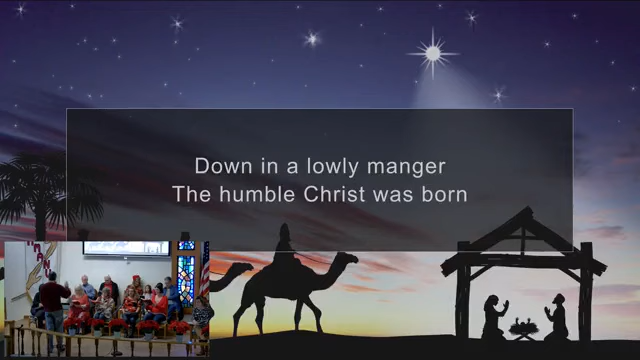 Down in a lowly manger
The humble Christ was born